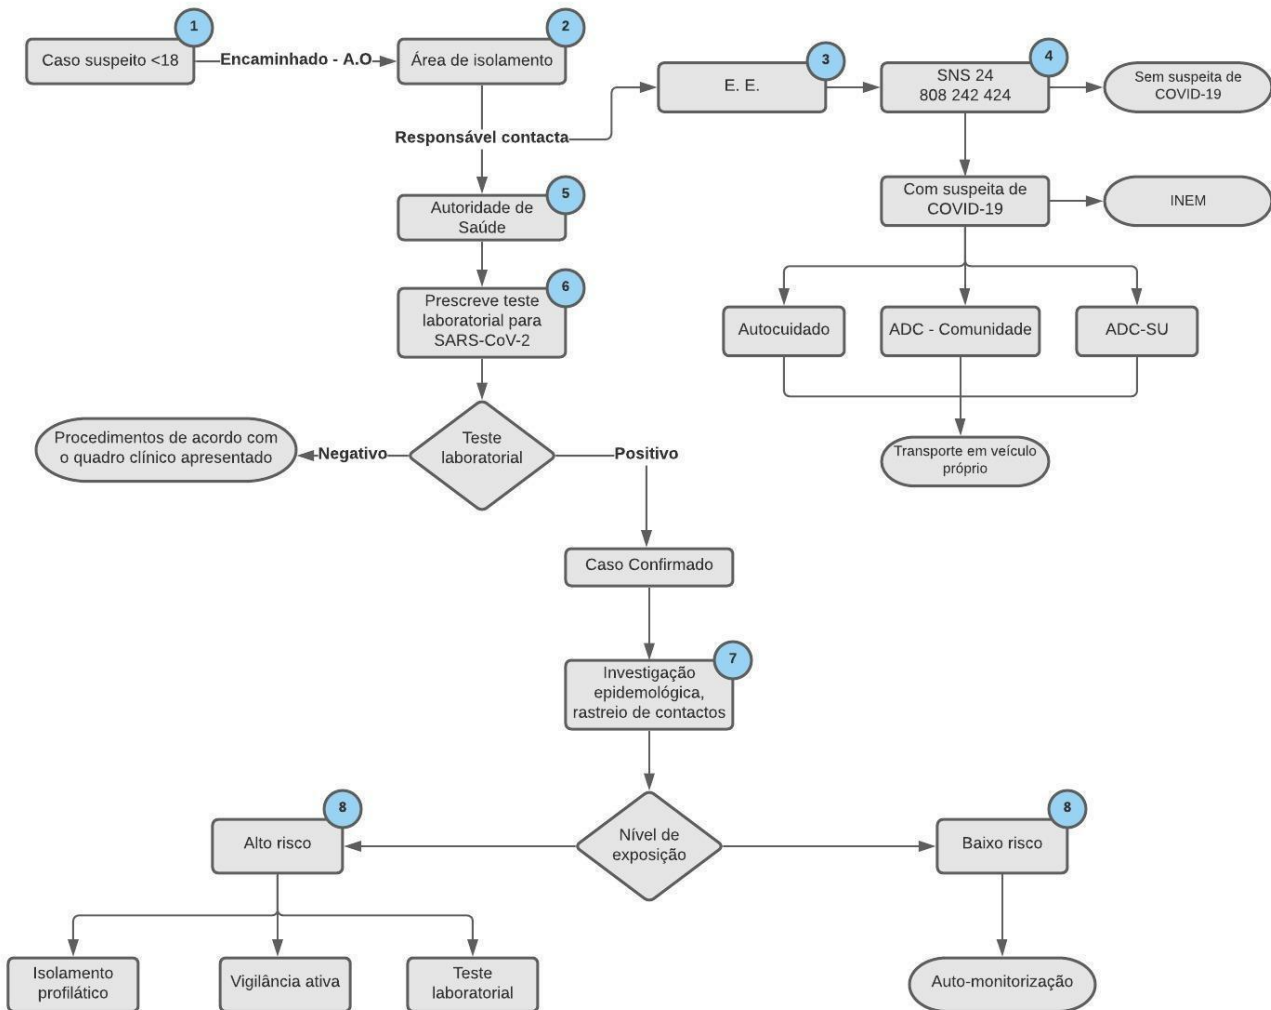 1
Caso suspeito <18
Encaminhado - A.O
2
Área de isolamento
Responsável contacta
3
E. E.
4
SNS 24
808 242 424
Sem suspeita de
COVID-19
Com suspeita de
COVID-19
INEM
Autocuidado
ADC - Comunidade
ADC-SU
Transporte em veículo
próprio
5
Autoridade de
Saúde
6
Prescreve teste
laboratorial para
SARS-CoV-2
Teste
laboratorial
Negativo
Procedimentos de acordo com
o quadro clínico apresentado
Positivo
Caso Confirmado
7
Investigação
epidemológica,
rastreio de contactos
Nível de
exposição
8
Alto risco
8
Baixo risco
Isolamento
profilático
Vigilância ativa
Teste
laboratorial
Auto-monitorização